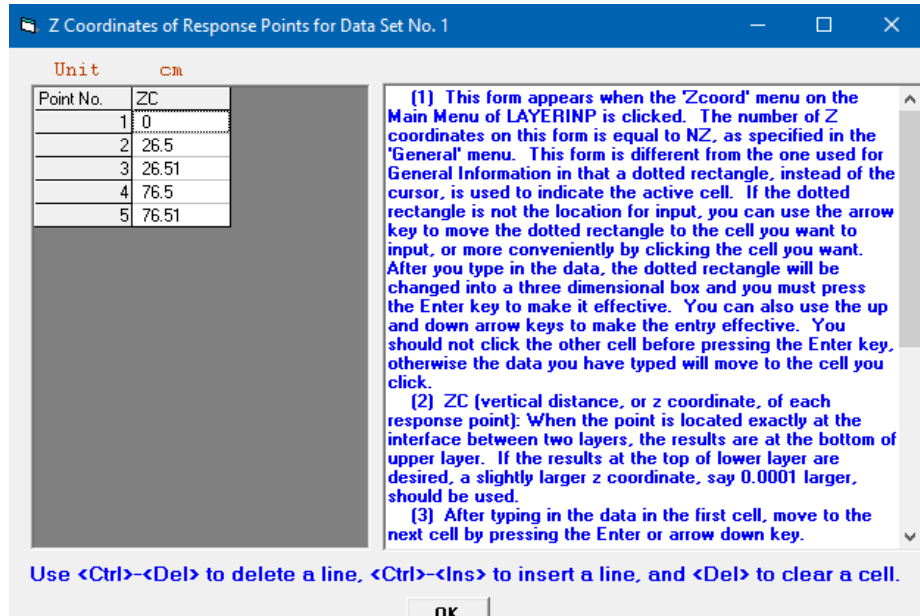 Z Coordinates of Response Points for Data Set No. 1
Unit cm
Point No. ZC
1 0
2 26.5
3 26.51
4 76.5
5 76.51
(1) This form appears when the 'Zcoord' menu on the
Main Menu of LAYERINP is clicked. The number of Z
coordinates on this form is equal to NZ, as specified in the
'General' menu. This form is different from the one used for
General Information in that a dotted rectangle, instead of the
cursor, is used to indicate the active cell. If the dotted
rectangle is not the location for input, you can use the arrow
key to move the dotted rectangle to the cell you want to
input, or more conveniently by clicking the cell you want.
After you type in the data, the dotted rectangle will be
changed into a three dimensional box and you must press
the Enter key to make it effective. You can also use the up
and down arrow keys to make the entry effective. You
should not click the other cell before pressing the Enter key,
otherwise the data you have typed will move to the cell you
click.
(2) ZC (vertical distance, or z coordinate, of each
response point): When the point is located exactly at the
interface between two layers, the results are at the bottom of
upper layer. If the results at the top of lower layer are
desired, a slightly larger z coordinate, say 0.0001 larger,
should be used.
(3) After typing in the data in the first cell, move to the
next cell by pressing the Enter or arrow down key.
Use <Ctrl>-<Del> to delete a line, <Ctrl>-<Ins> to insert a line, and <Del> to clear a cell.
OK